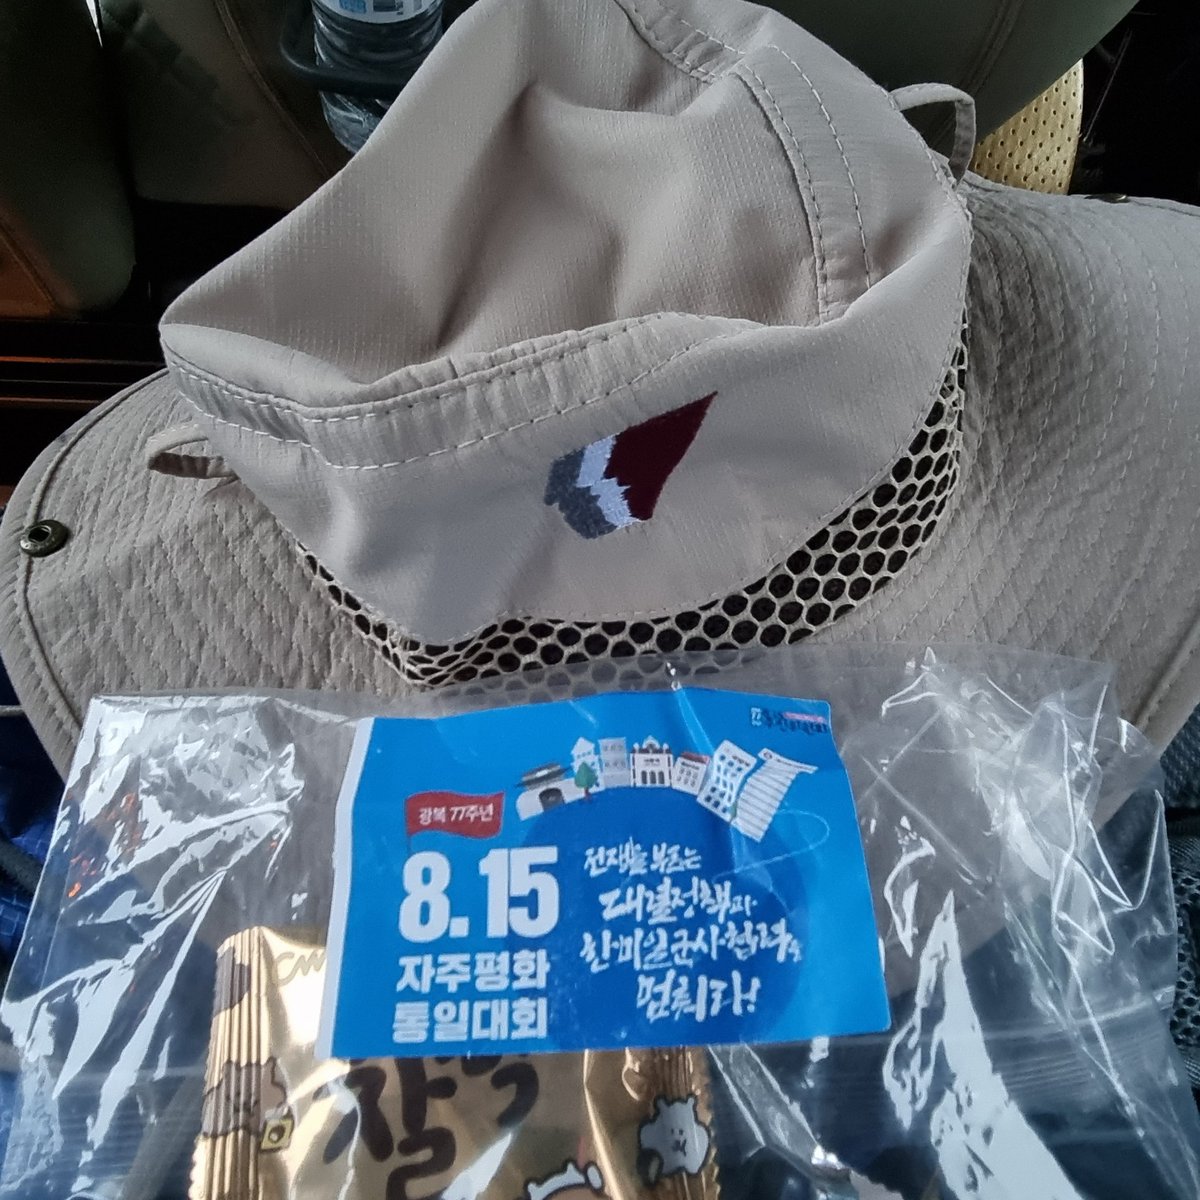 광복 77주년
8.15
자주평화
통일대회
전쟁을 부르는
대결정책과
한·미·일 군사협력을
멈춰라!